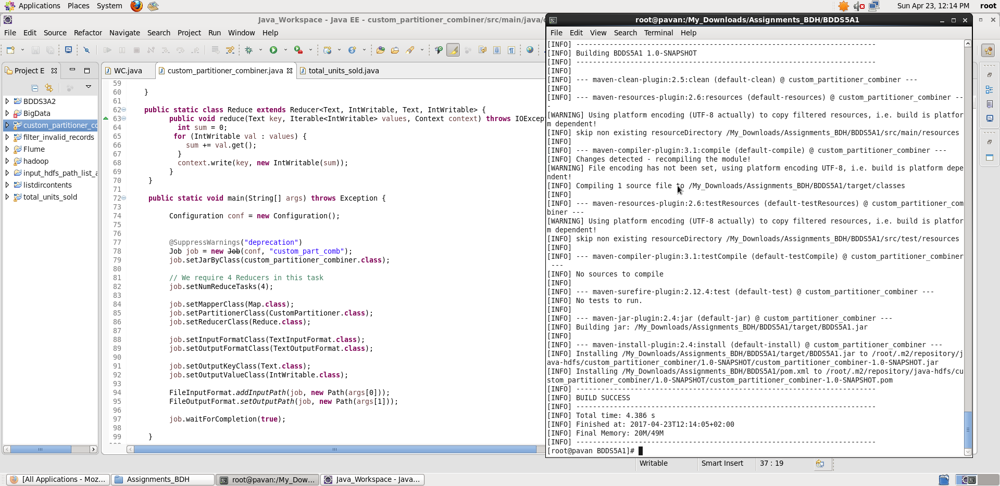 Applications Places System
Sun Apr 23, 12:14 PM root
Java_Workspace - Java EE - custom_partitioner_combiner/src/main/java/c
File Edit Source Refactor Navigate Search Project Run Window Help
Project E
BDDS3A2
BigData
custom_partitioner_co
filter_invalid_records
Flume
hadoop
input_hdfs_path_list_a
listdircontents
total_units_sold
WC.java custom_partitioner_combiner.java total_units_sold.java
59
60 }
61
62 public static class Reduce extends Reducer<Text, IntWritable, Text, IntWritable> {
63 public void reduce(Text key, Iterable<IntWritable> values, Context context) throws IOExcept
64 int sum = 0;
65 for (IntWritable val : values) {
66 sum += val.get();
67 }
68 context.write(key, new IntWritable(sum));
69 }
70 }
71
72 public static void main(String[] args) throws Exception {
73
74 Configuration conf = new Configuration();
75
76
77 @SuppressWarnings("deprecation")
78 Job job = new Job(conf, "custom_part_comb");
79 job.setJarByClass(custom_partitioner_combiner.class);
80
81 // We require 4 Reducers in this task
82 job.setNumReduceTasks(4);
83
84 job.setMapperClass(Map.class);
85 job.setPartitionerClass(CustomPartitioner.class);
86 job.setReducerClass(Reduce.class);
87
88 job.setInputFormatClass(TextInputFormat.class);
89 job.setOutputFormatClass(TextOutputFormat.class);
90
91 job.setOutputKeyClass(Text.class);
92 job.setOutputValueClass(IntWritable.class);
93
94 FileInputFormat.addInputPath(job, new Path(args[0]));
95 FileOutputFormat.setOutputPath(job, new Path(args[1]));
96
97 job.waitForCompletion(true);
98
99 }
root@pavan:/My_Downloads/Assignments_BDH/BDDS5A1
File Edit View Search Terminal Help
[INFO] ------------------------------------------------------------------------
[INFO] Building BDDS5A1 1.0-SNAPSHOT
[INFO] ------------------------------------------------------------------------
[INFO]
[INFO] --- maven-clean-plugin:2.5:clean (default-clean) @ custom_partitioner_combiner ---
[INFO]
[INFO] --- maven-resources-plugin:2.6:resources (default-resources) @ custom_partitioner_combiner --
-
[WARNING] Using platform encoding (UTF-8 actually) to copy filtered resources, i.e. build is platfor
m dependent!
[INFO] skip non existing resourceDirectory /My_Downloads/Assignments_BDH/BDDS5A1/src/main/resources
[INFO]
[INFO] --- maven-compiler-plugin:3.1:compile (default-compile) @ custom_partitioner_combiner ---
[INFO] Changes detected - recompiling the module!
[WARNING] File encoding has not been set, using platform encoding UTF-8, i.e. build is platform depe
ndent!
[INFO] Compiling 1 source file to /My_Downloads/Assignments_BDH/BDDS5A1/target/classes
[INFO]
[INFO] --- maven-resources-plugin:2.6:testResources (default-testResources) @ custom_partitioner_com
biner ---
[WARNING] Using platform encoding (UTF-8 actually) to copy filtered resources, i.e. build is platfor
m dependent!
[INFO] skip non existing resourceDirectory /My_Downloads/Assignments_BDH/BDDS5A1/src/test/resources
[INFO]
[INFO] --- maven-compiler-plugin:3.1:testCompile (default-testCompile) @ custom_partitioner_combiner
---
[INFO] No sources to compile
[INFO]
[INFO] --- maven-surefire-plugin:2.12.4:test (default-test) @ custom_partitioner_combiner ---
[INFO] No tests to run.
[INFO]
[INFO] --- maven-jar-plugin:2.4:jar (default-jar) @ custom_partitioner_combiner ---
[INFO] Building jar: /My_Downloads/Assignments_BDH/BDDS5A1/target/BDDS5A1.jar
[INFO]
[INFO] --- maven-install-plugin:2.4:install (default-install) @ custom_partitioner_combiner ---
[INFO] Installing /My_Downloads/Assignments_BDH/BDDS5A1/target/BDDS5A1.jar to /root/.m2/repository/j
ava-hdfs/custom_partitioner_combiner/1.0-SNAPSHOT/custom_partitioner_combiner-1.0-SNAPSHOT.jar
[INFO] Installing /My_Downloads/Assignments_BDH/BDDS5A1/pom.xml to /root/.m2/repository/java-hdfs/cu
stom_partitioner_combiner/1.0-SNAPSHOT/custom_partitioner_combiner-1.0-SNAPSHOT.pom
[INFO] ------------------------------------------------------------------------
[INFO] BUILD SUCCESS
[INFO] ------------------------------------------------------------------------
[INFO] Total time: 4.386 s
[INFO] Finished at: 2017-04-23T12:14:05+02:00
[INFO] Final Memory: 20M/49M
[INFO] ------------------------------------------------------------------------
[root@pavan BDDS5A1]#
Writable Smart Insert 37 : 19
[All Applications - Moz... Assignments_BDH root@pavan:/My_Dow... Java_Workspace - Java...